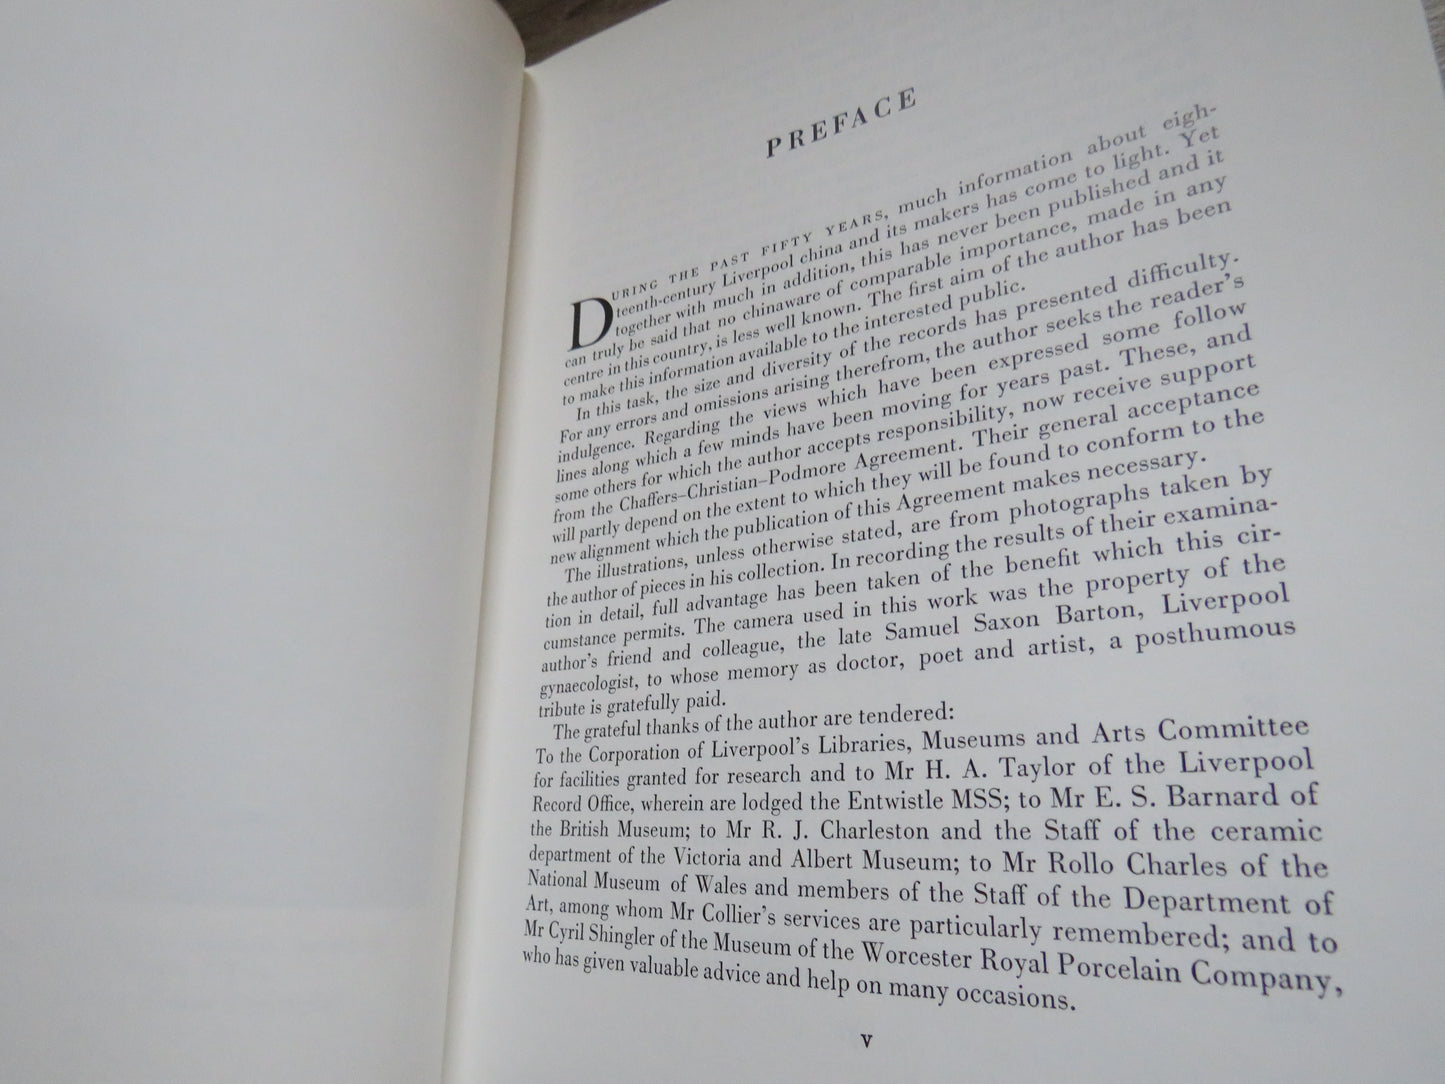 PREFACE
DURING THE PAST FIFTY YEARS, much information about eigh-
teenth-century Liverpool china and its makers has come to light. Yet
together with much in addition, this has never been published and it
can truly be said that no chinaware of comparable importance, made in any
centre in this country, is less well known. The first aim of the author has been
to make this information available to the interested public.
In this task, the size and diversity of the records has presented difficulty.
For any errors and omissions arising therefrom, the author seeks the reader's
indulgence. Regarding the views which have been expressed some follow
lines along which a few minds have been moving for years past. These, and
some others for which the author accepts responsibility, now receive support
from the Chaffers–Christian–Podmore Agreement. Their general acceptance
will partly depend on the extent to which they will be found to conform to the
new alignment which the publication of this Agreement makes necessary.
The illustrations, unless otherwise stated, are from photographs taken by
the author of pieces in his collection. In recording the results of their examina-
tion in detail, full advantage has been taken of the benefit which this cir-
cumstance permits. The camera used in this work was the property of the
author's friend and colleague, the late Samuel Saxon Barton, Liverpool
gynaecologist, to whose memory as doctor, poet and artist, a posthumous
tribute is gratefully paid.
The grateful thanks of the author are tendered:
To the Corporation of Liverpool's Libraries, Museums and Arts Committee
for facilities granted for research and to Mr H. A. Taylor of the Liverpool
Record Office, wherein are lodged the Entwistle MSS; to Mr E. S. Barnard of
the British Museum; to Mr R. J. Charleston and the Staff of the ceramic
department of the Victoria and Albert Museum; to Mr Rollo Charles of the
National Museum of Wales and members of the Staff of the Department of
Art, among whom Mr Collier's services are particularly remembered; and to
Mr Cyril Shingler of the Museum of the Worcester Royal Porcelain Company,
who has given valuable advice and help on many occasions.
v